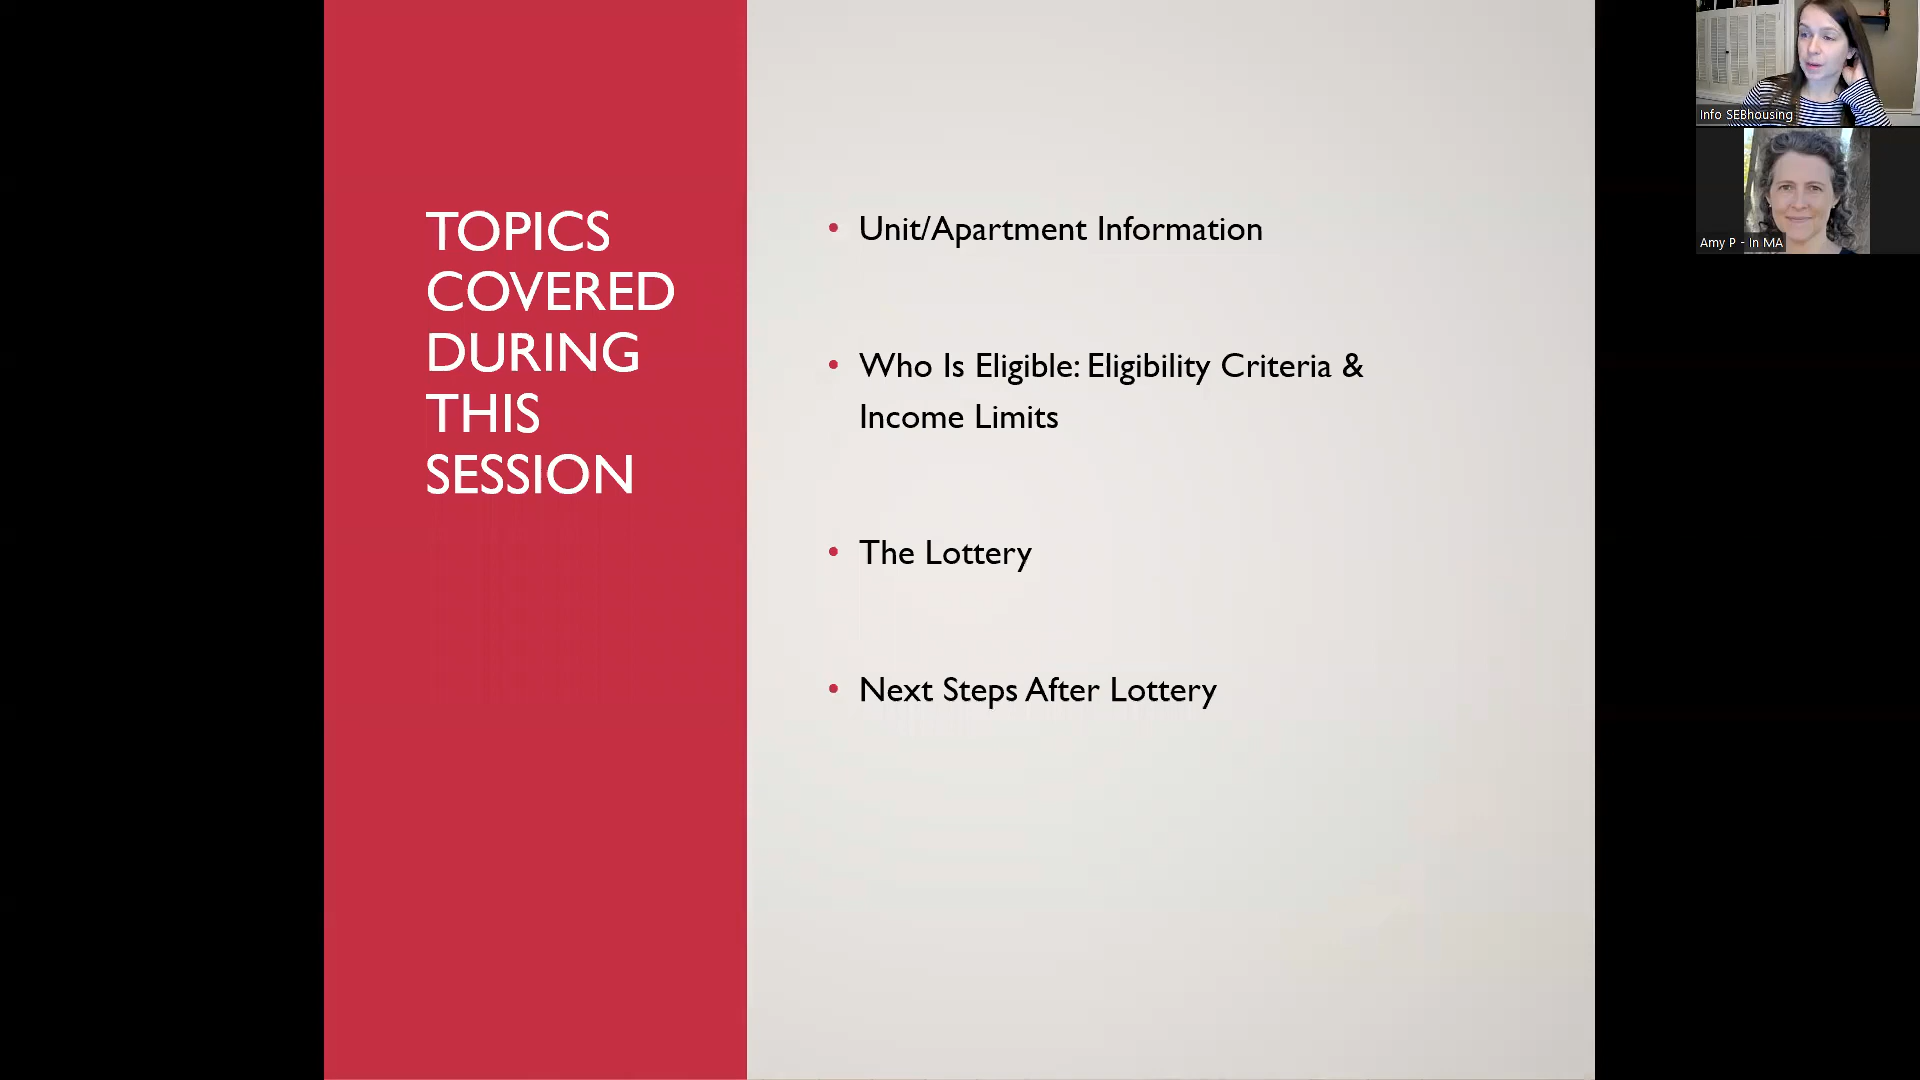 TOPICS
COVERED
DURING
THIS
SESSION
• Unit/Apartment Information
• Who Is Eligible: Eligibility Criteria &
Income Limits
• The Lottery
• Next Steps After Lottery
Info SEBhousing
Amy P - In MA